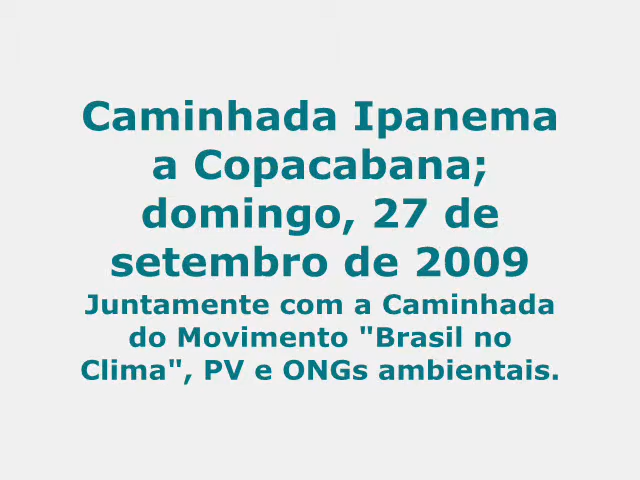 Caminhada Ipanema
a Copacabana;
domingo, 27 de
setembro de 2009
Juntamente com a Caminhada
do Movimento "Brasil no
Clima", PV e ONGs ambientais.